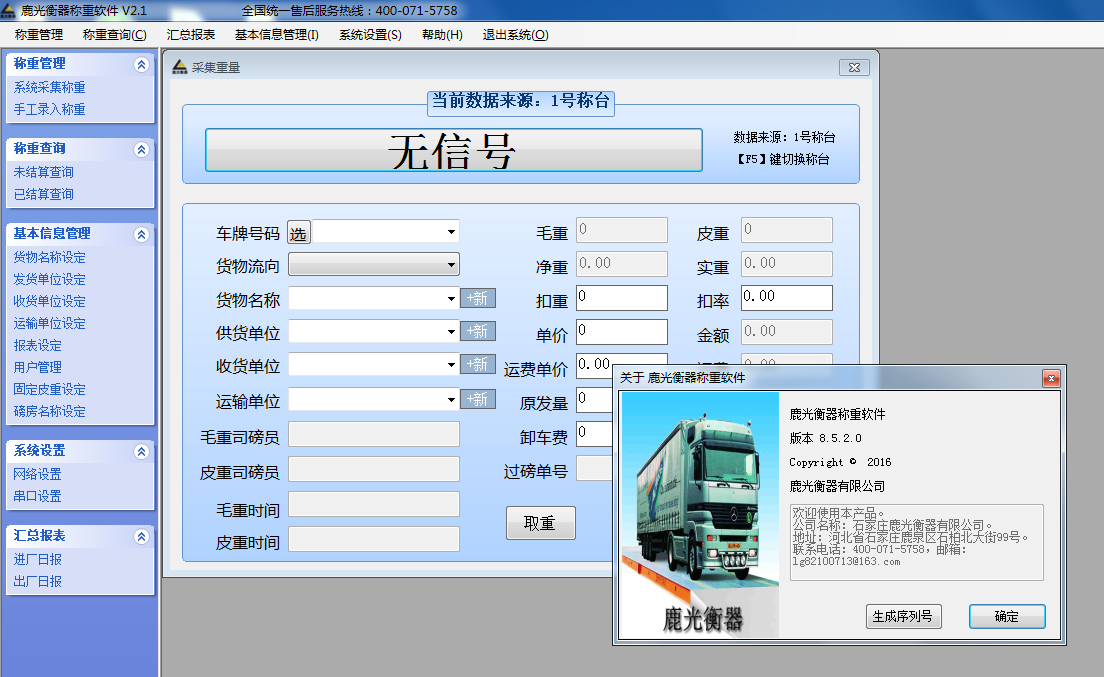 鹿光衡器称重软件 V2.1 全国统一售后服务热线：400-071-5758
称重管理 称重查询(C) 汇总报表 基本信息管理(I) 系统设置(S) 帮助(H) 退出系统(O)
称重管理
系统采集称重
手工录入称重
称重查询
未结算查询
已结算查询
基本信息管理
货物名称设定
发货单位设定
收货单位设定
运输单位设定
报表设定
用户管理
固定皮重设定
磅房名称设定
系统设置
网络设置
串口设置
汇总报表
进厂日报
出厂日报
采集重量
当前数据来源：1号称台
无信号
数据来源：1号称台
【F5】键切换称台
车牌号码 选 毛重 0 皮重 0
货物流向 净重 0.00 实重 0.00
货物名称 +新 扣重 0 扣率 0.00
供货单位 +新 单价 0 金额 0.00
收货单位 +新 运费单价 0.00 0.00
运输单位 +新 原发量 0
毛重司磅员 卸车费 0
皮重司磅员 过磅单号
毛重时间
皮重时间
取重
关于 鹿光衡器称重软件
鹿光衡器称重软件
版本 8.5.2.0
Copyright © 2016
鹿光衡器有限公司
欢迎使用本产品。
公司名称：石家庄鹿光衡器有限公司。
地址：河北省石家庄鹿泉区石柏北大街99号。
联系电话：400-071-5758，邮箱：
lg82100713@163.com
鹿光衡器
生成序列号 确定